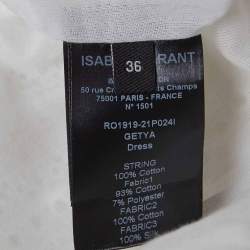 ISAB RANT
36
50 rue C s Champs
75001 PARIS - FRANCE
N° 1501
RO1919-21P024I
GETYA
Dress
STRING
100% Cotton
Fabric1
93% Cotton
7% Polyester
FABRIC2
100% Cotton
FABRIC3
100% Silk